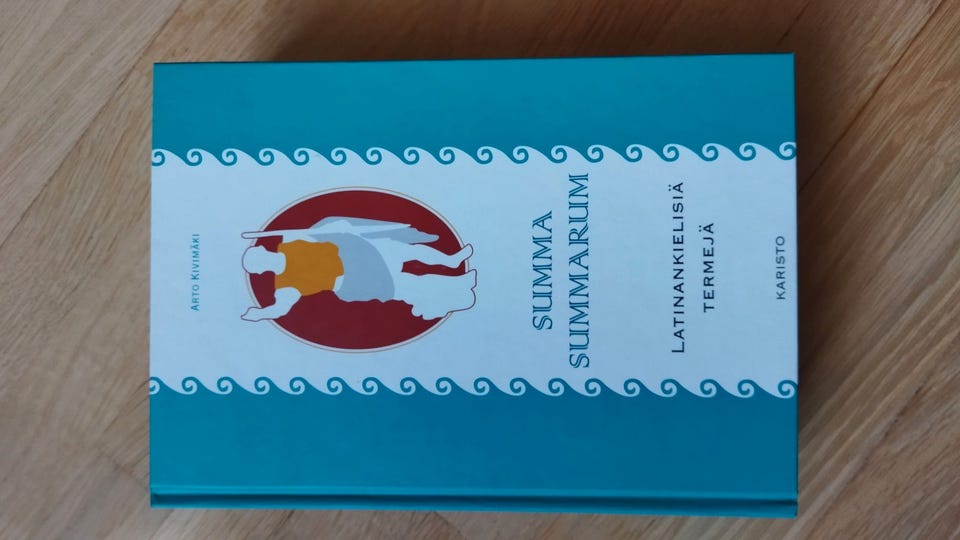 Arto Kivimäki
SUMMA
SUMMARUM
Latinankielisiä
termejä
KARISTO